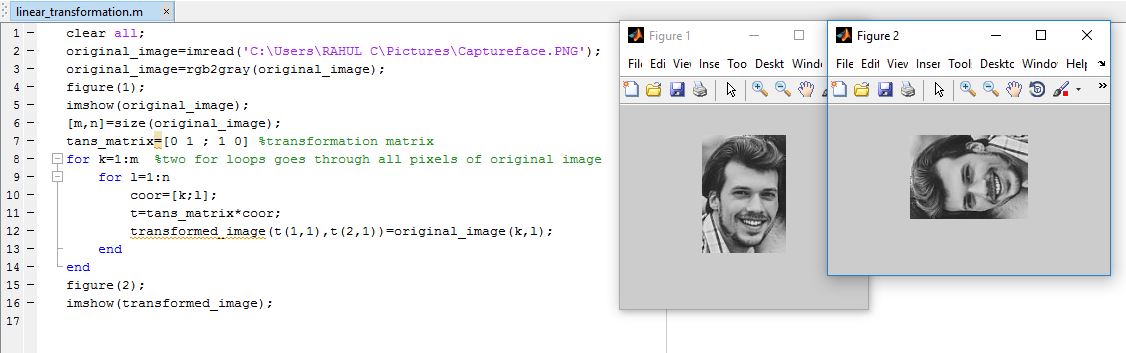 linear_transformation.m ×
1 – clear all;
2 – original_image=imread('C:\Users\RAHUL C\Pictures\Captureface.PNG');
3 – original_image=rgb2gray(original_image);
4 – figure(1);
5 – imshow(original_image);
6 – [m,n]=size(original_image);
7 – tans_matrix=[0 1 ; 1 0] %transformation matrix
8 – for k=1:m %two for loops goes through all pixels of original image
9 – for l=1:n
10 – coor=[k;l];
11 – t=tans_matrix*coor;
12 – transformed_image(t(1,1),t(2,1))=original_image(k,l);
13 – end
14 – end
15 – figure(2);
16 – imshow(transformed_image);
17
Figure 1
Fil Edi Vie Inse Too Deskt Windo
Figure 2
File Edit View Inser Tool Deskto Windo Help